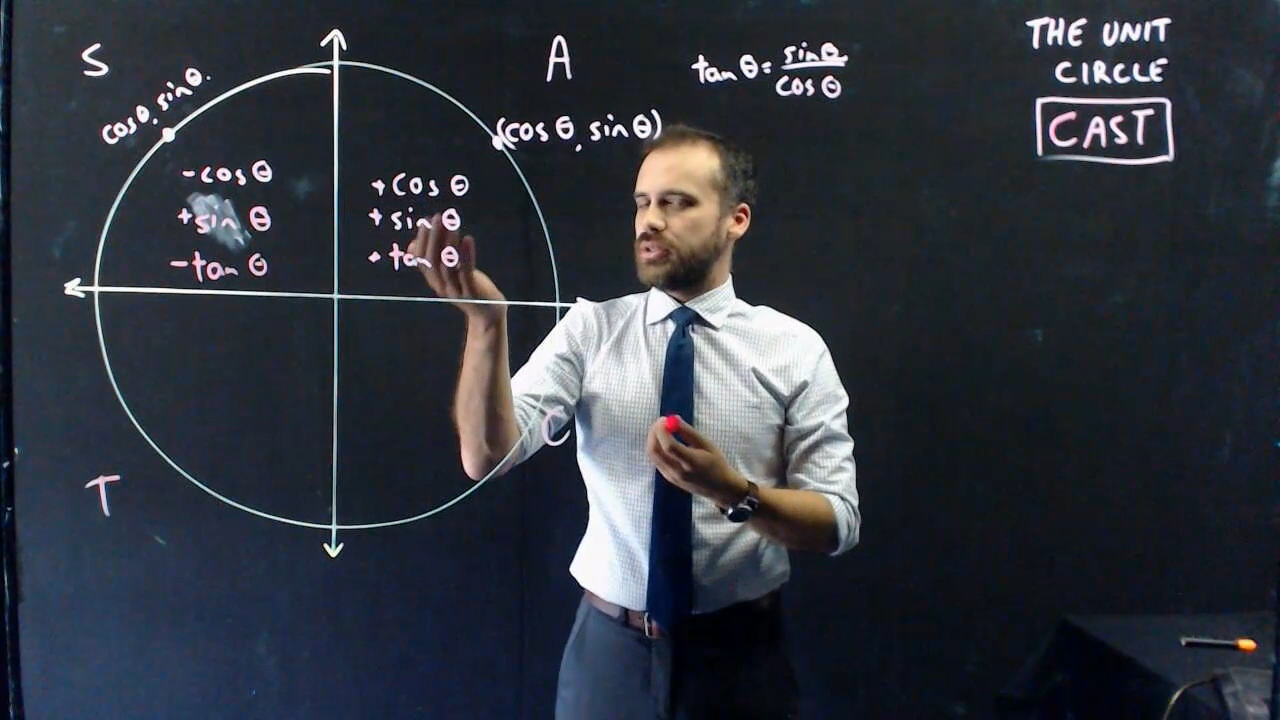 S
A
tan θ = sin θ / cos θ
THE UNIT
CIRCLE
CAST
cos θ, sin θ.
(cos θ, sin θ)
-cos θ
+sin θ
-tan θ
+cos θ
+sin θ
+tan θ
T
C